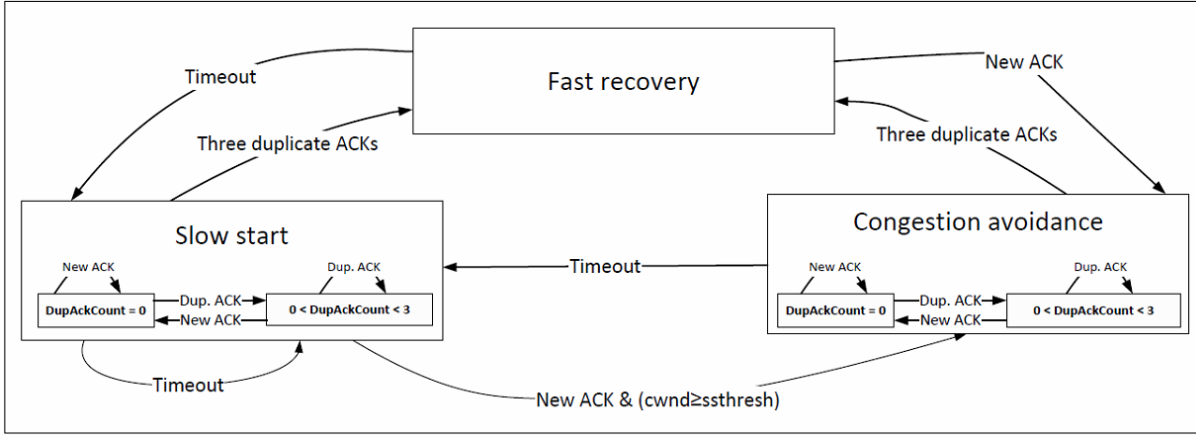 Fast recovery
Timeout
New ACK
Three duplicate ACKs
Three duplicate ACKs
Slow start
New ACK
Dup. ACK
DupAckCount = 0
Dup. ACK
New ACK
0 < DupAckCount < 3
Timeout
Congestion avoidance
New ACK
Dup. ACK
DupAckCount = 0
Dup. ACK
New ACK
0 < DupAckCount < 3
Timeout
New ACK & (cwnd≥ssthresh)